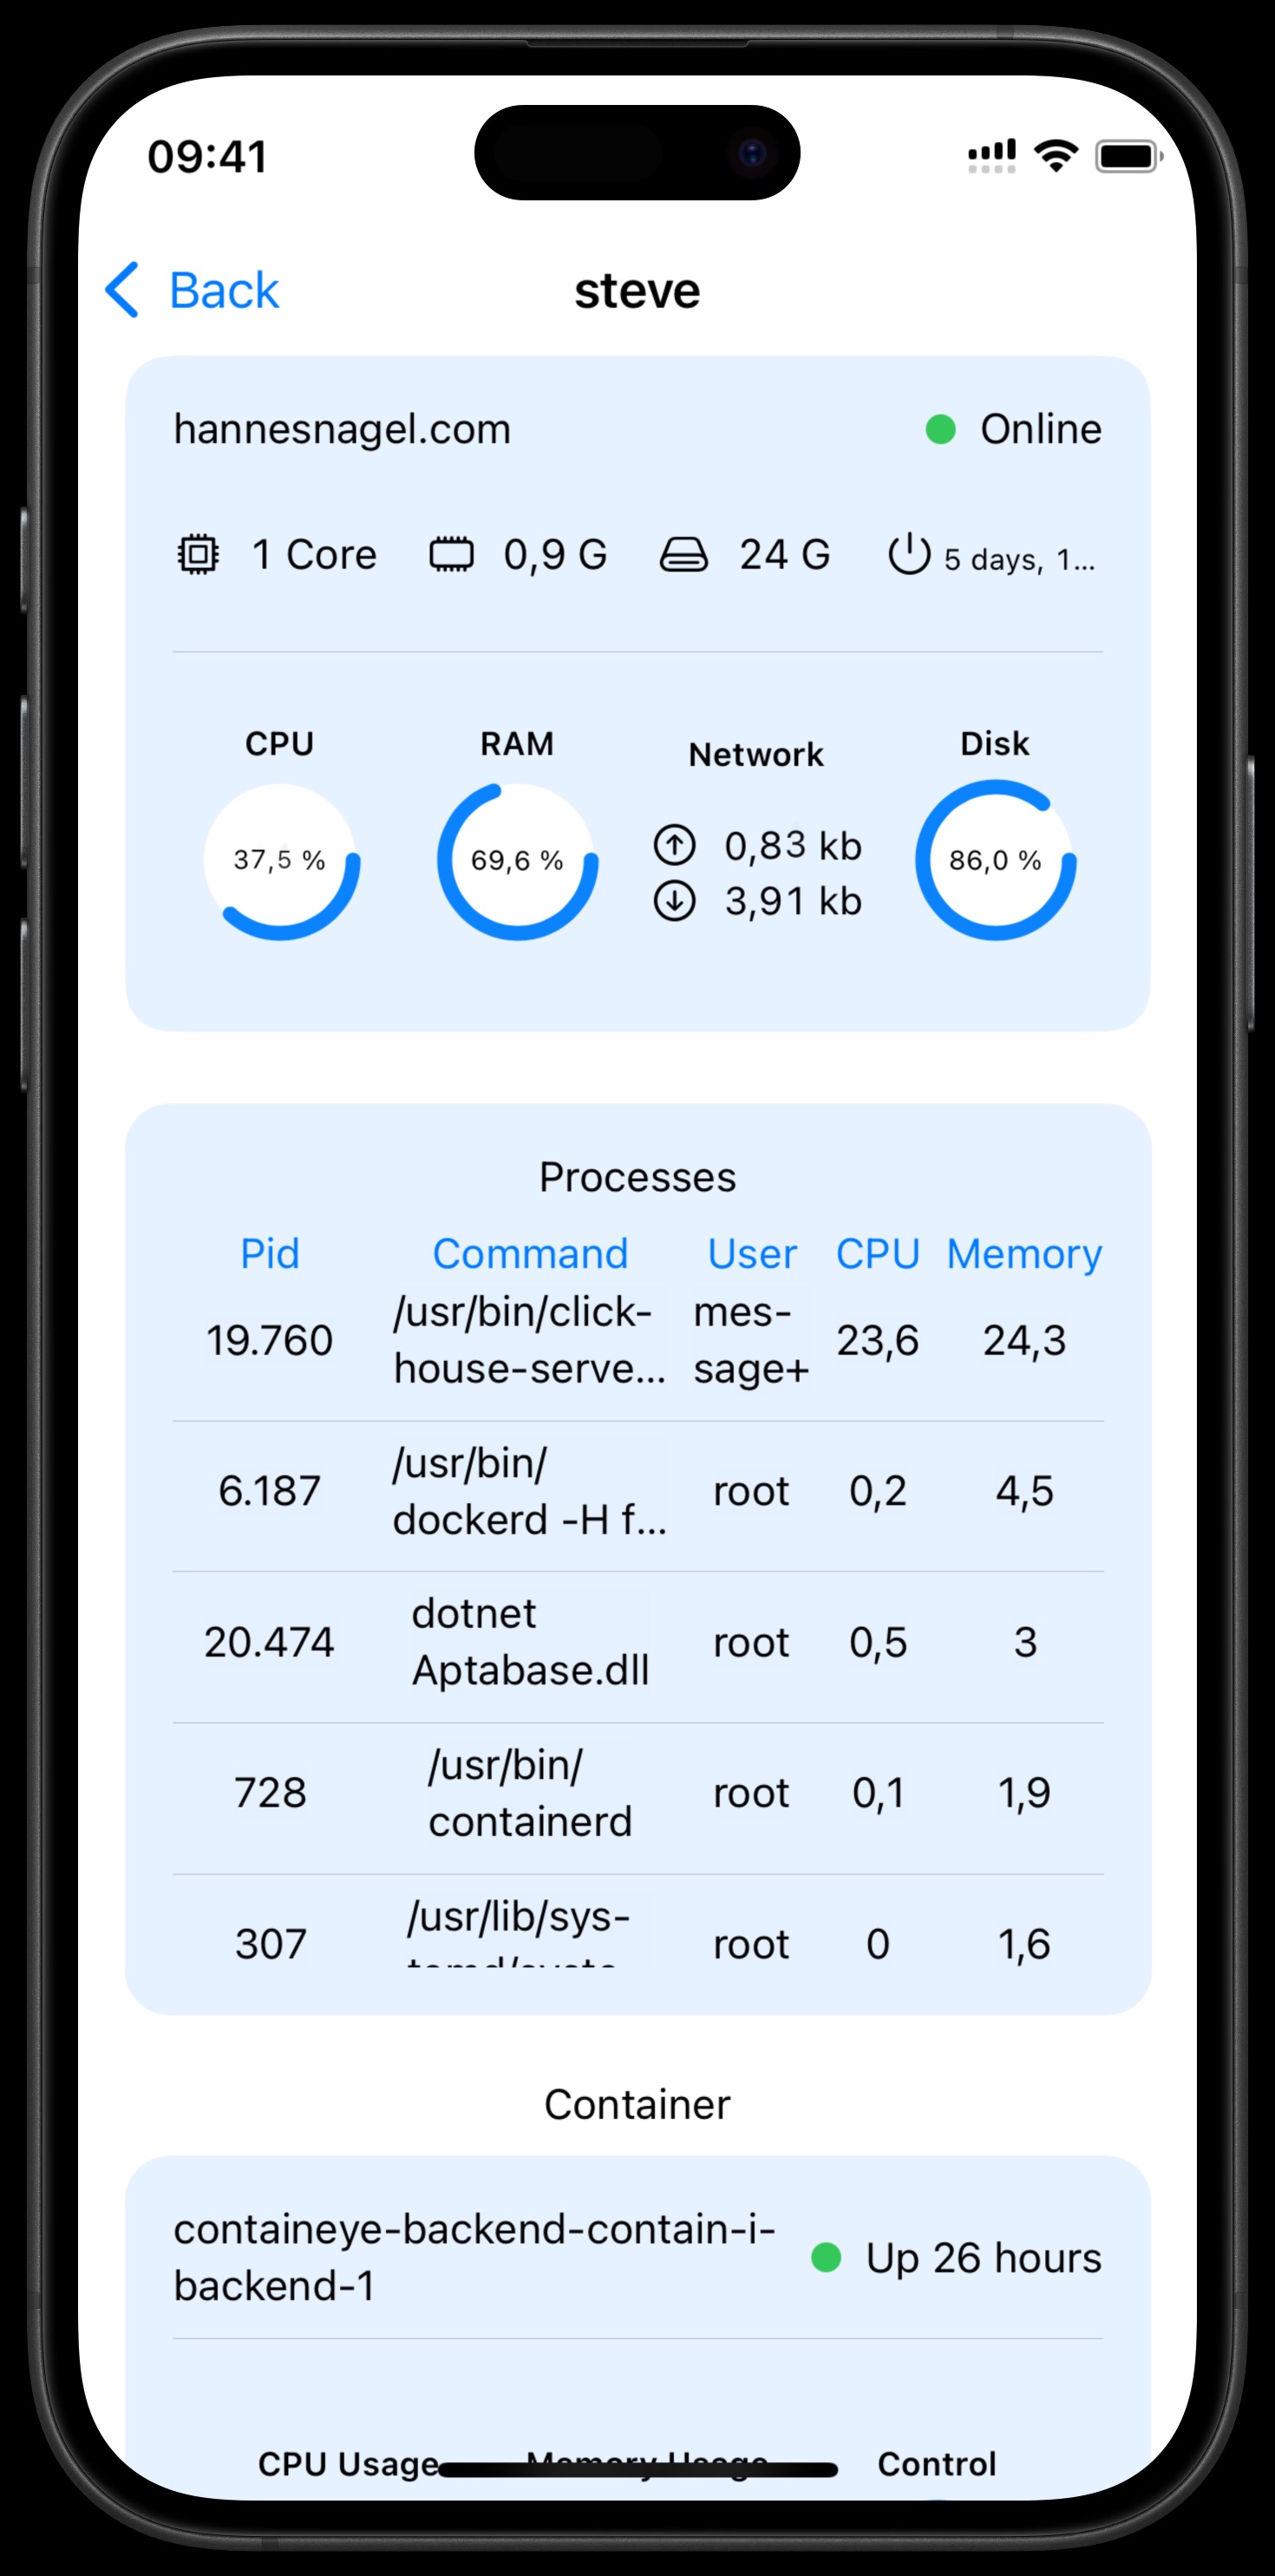 09:41
Back
steve
hannesnagel.com
Online
1 Core
0,9 G
24 G
5 days, 1...
CPU
RAM
Network
Disk
37,5 %
69,6 %
0,83 kb
3,91 kb
86,0 %
Processes
Pid Command User CPU Memory
19.760
/usr/bin/click-
house-serve...
mes-
sage+
23,6
24,3
6.187
/usr/bin/
dockerd -H f...
root
0,2
4,5
20.474
dotnet
Aptabase.dll
root
0,5
3
728
/usr/bin/
containerd
root
0,1
1,9
307
/usr/lib/sys-
root
0
1,6
Container
containeye-backend-contain-i-
backend-1
Up 26 hours
CPU Usage
Memory Usage
Control